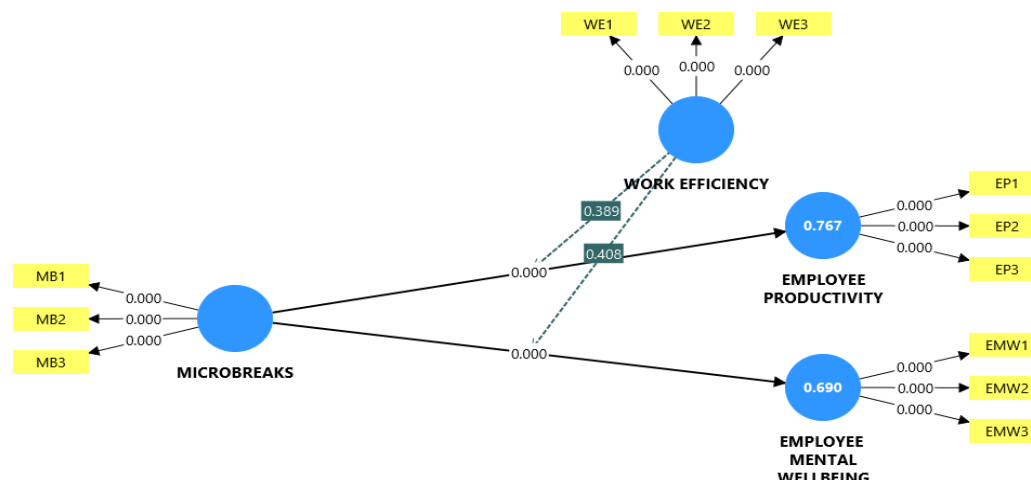 WE1 WE2 WE3
0.000 0.000 0.000
WORK EFFICIENCY
0.389
0.408
0.000
0.000
MB1
MB2
MB3
0.000
0.000
0.000
MICROBREAKS
0.767
EMPLOYEE
PRODUCTIVITY
0.000
0.000
0.000
EP1
EP2
EP3
0.690
EMPLOYEE
MENTAL
WELLBEING
0.000
0.000
0.000
EMW1
EMW2
EMW3